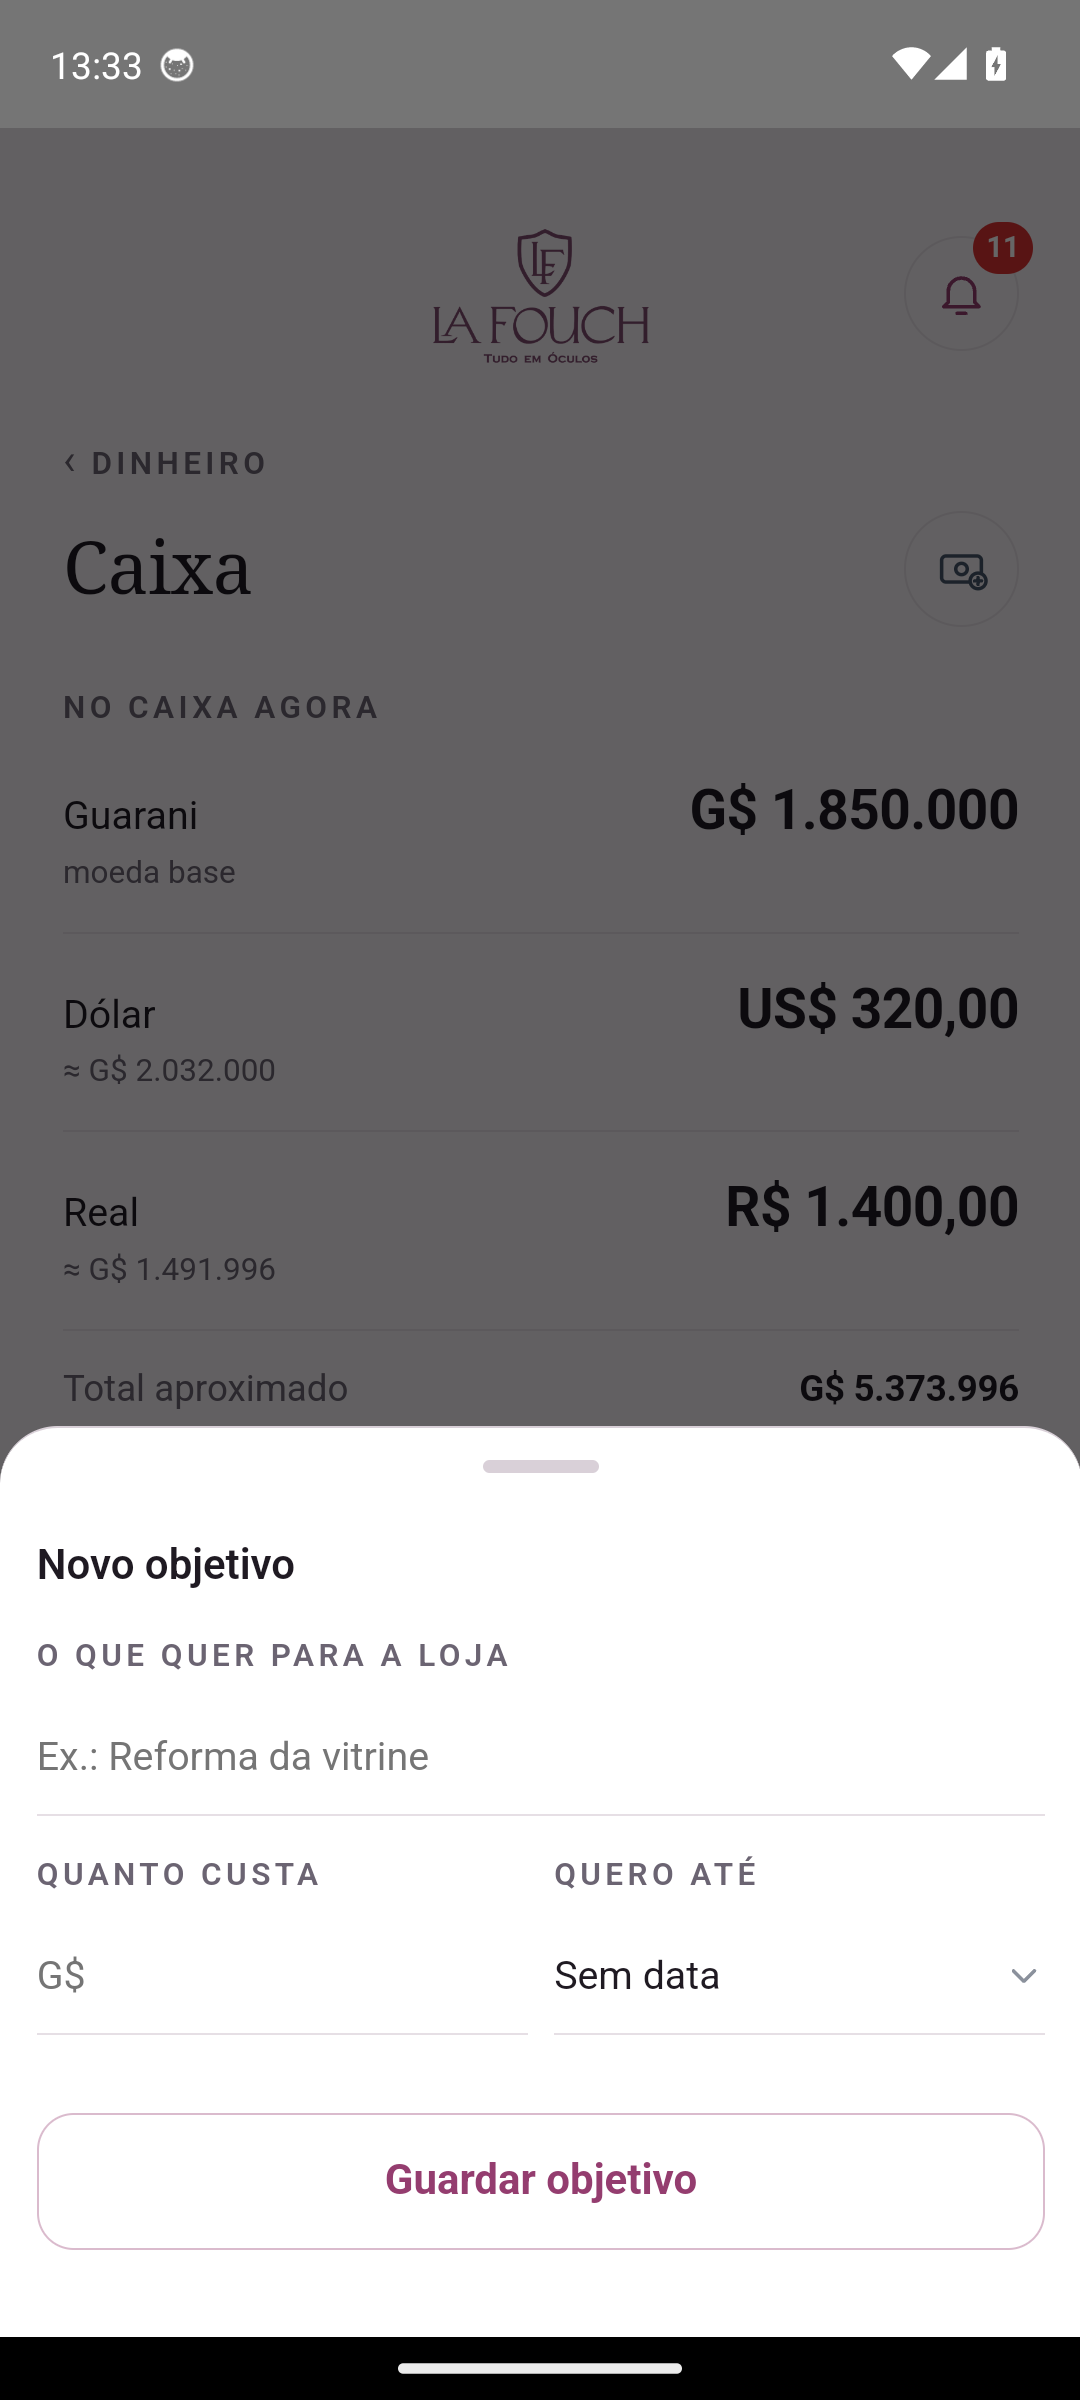 13:33
LF
LA FOUCH
TUDO EM ÓCULOS
11
‹ DINHEIRO
Caixa
NO CAIXA AGORA
Guarani
G$ 1.850.000
moeda base
Dólar
US$ 320,00
≈ G$ 2.032.000
Real
R$ 1.400,00
≈ G$ 1.491.996
Total aproximado
G$ 5.373.996
Novo objetivo
O QUE QUER PARA A LOJA
Ex.: Reforma da vitrine
QUANTO CUSTA
QUERO ATÉ
G$
Sem data
Guardar objetivo